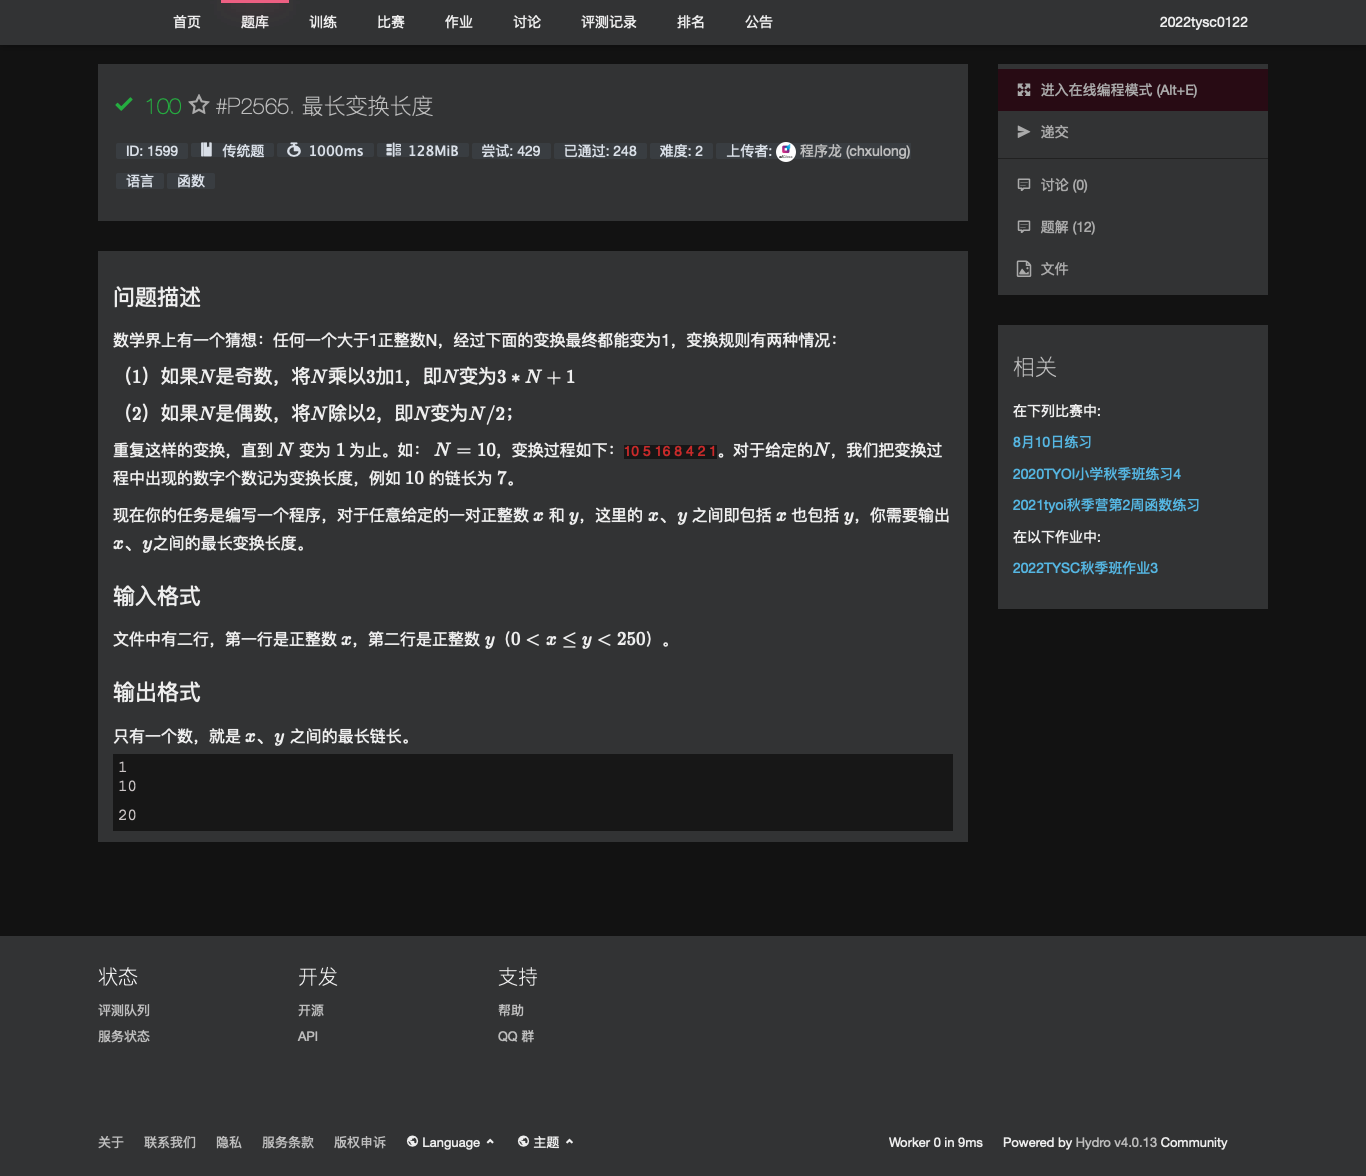 首页 题库 训练 比赛 作业 讨论 评测记录 排名 公告 2022tysc0122
100 #P2565. 最长变换长度
ID: 1599 传统题 1000ms 128MiB 尝试: 429 已通过: 248 难度: 2 上传者: 程序龙 (chxulong)
语言 函数
问题描述
数学界上有一个猜想：任何一个大于1正整数N，经过下面的变换最终都能变为1，变换规则有两种情况：
（1）如果N是奇数，将N乘以3加1，即N变为3 * N + 1
（2）如果N是偶数，将N除以2，即N变为N/2；
重复这样的变换，直到 N 变为 1 为止。如： N = 10，变换过程如下：10 5 16 8 4 2 1。对于给定的N，我们把变换过
程中出现的数字个数记为变换长度，例如 10 的链长为 7。
现在你的任务是编写一个程序，对于任意给定的一对正整数 x 和 y，这里的 x、y 之间即包括 x 也包括 y，你需要输出
x、y之间的最长变换长度。
输入格式
文件中有二行，第一行是正整数 x，第二行是正整数 y（0 < x ≤ y < 250）。
输出格式
只有一个数，就是 x、y 之间的最长链长。
1
10
20
进入在线编程模式 (Alt+E)
递交
讨论 (0)
题解 (12)
文件
相关
在下列比赛中:
8月10日练习
2020TYOI小学秋季班练习4
2021tyoi秋季营第2周函数练习
在以下作业中:
2022TYSC秋季班作业3
状态 开发 支持
评测队列 开源 帮助
服务状态 API QQ 群
关于 联系我们 隐私 服务条款 版权申诉 Language 主题 Worker 0 in 9ms Powered by Hydro v4.0.13 Community